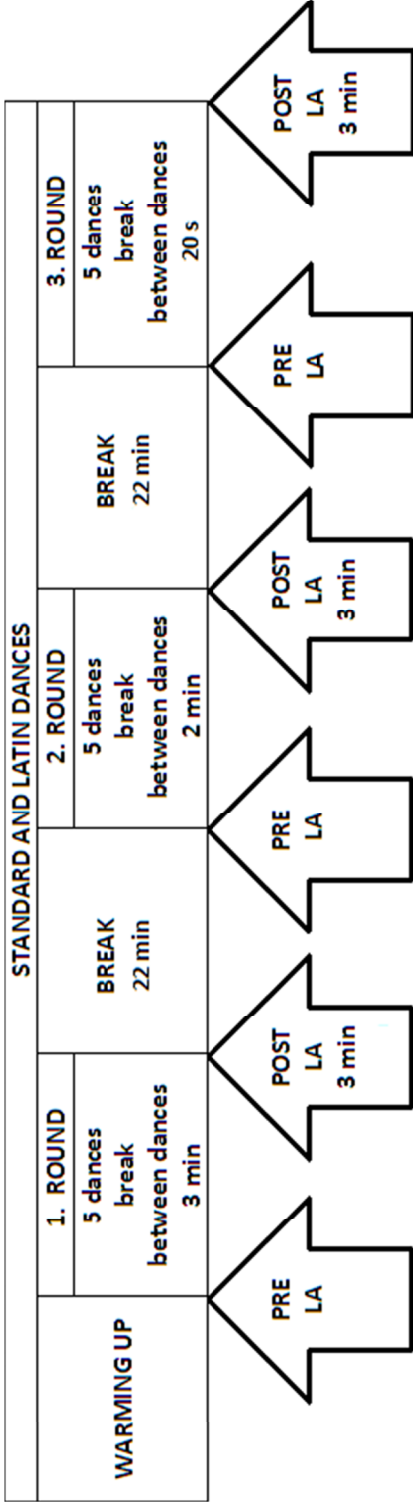 STANDARD AND LATIN DANCES
WARMING UP
1. ROUND
5 dances
break
between dances
3 min
BREAK
22 min
2. ROUND
5 dances
break
between dances
2 min
BREAK
22 min
3. ROUND
5 dances
break
between dances
20 s
PRE
LA
POST
LA
3 min
PRE
LA
POST
LA
3 min
PRE
LA
POST
LA
3 min